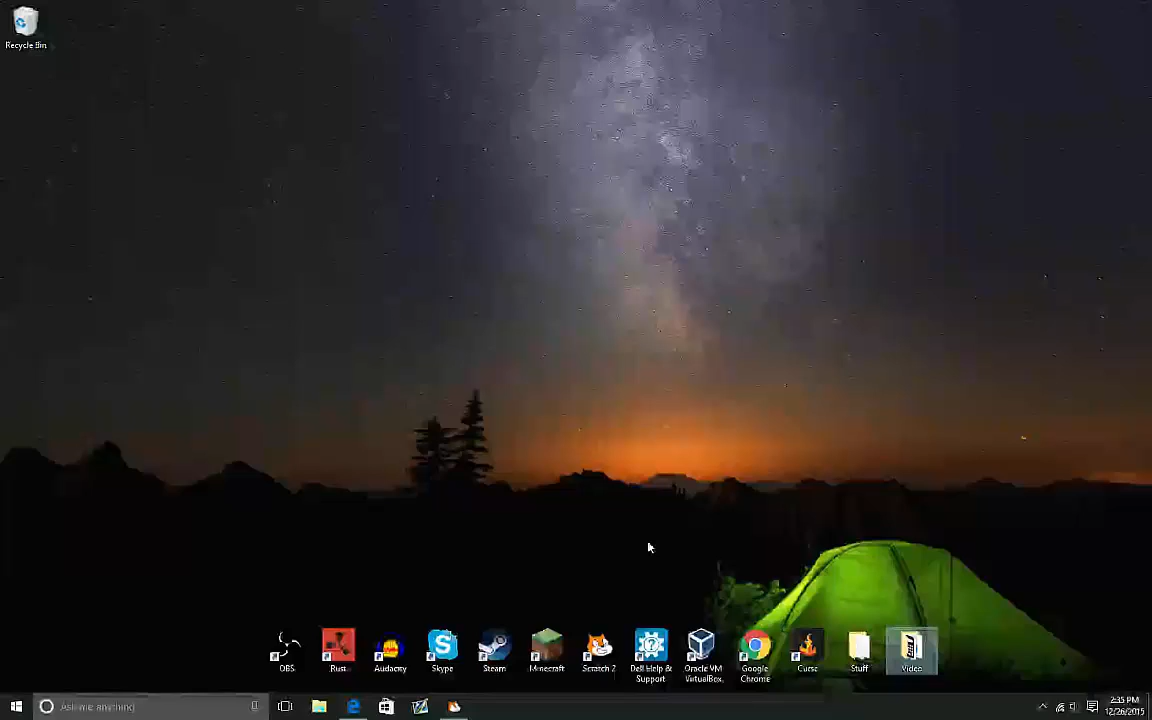 Recycle Bin
OBS
Rust
Audacity
Skype
Steam
Minecraft
Scratch 2
Dell Help &
Support
Oracle VM
VirtualBox
Google
Chrome
Curse
Stuff
Video
Ask me anything
2:35 PM
12/26/2015